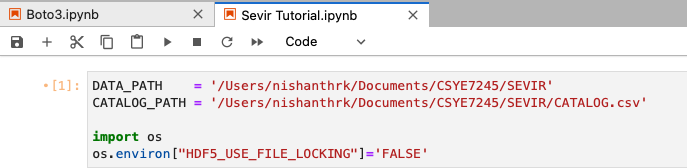 Boto3.ipynb
Sevir Tutorial.ipynb
Code
[1]:
DATA_PATH    = '/Users/nishanthrk/Documents/CSYE7245/SEVIR'
CATALOG_PATH = '/Users/nishanthrk/Documents/CSYE7245/SEVIR/CATALOG.csv'
import os
os.environ["HDF5_USE_FILE_LOCKING"]='FALSE'